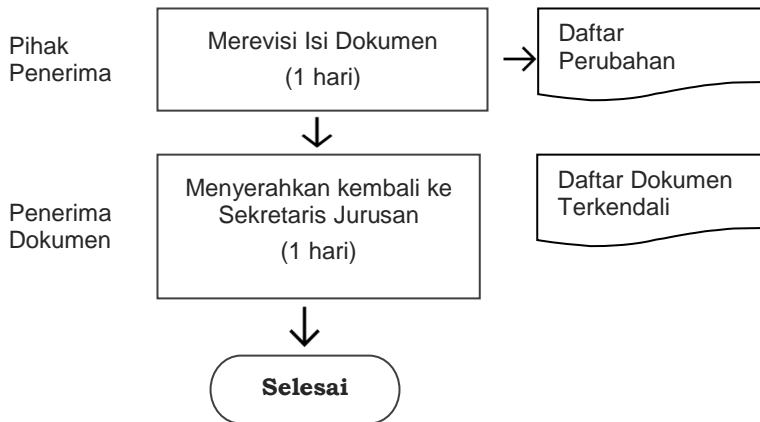 Pihak
Penerima
Merevisi Isi Dokumen
(1 hari)
Daftar
Perubahan
Penerima
Dokumen
Menyerahkan kembali ke
Sekretaris Jurusan
(1 hari)
Daftar Dokumen
Terkendali
Selesai